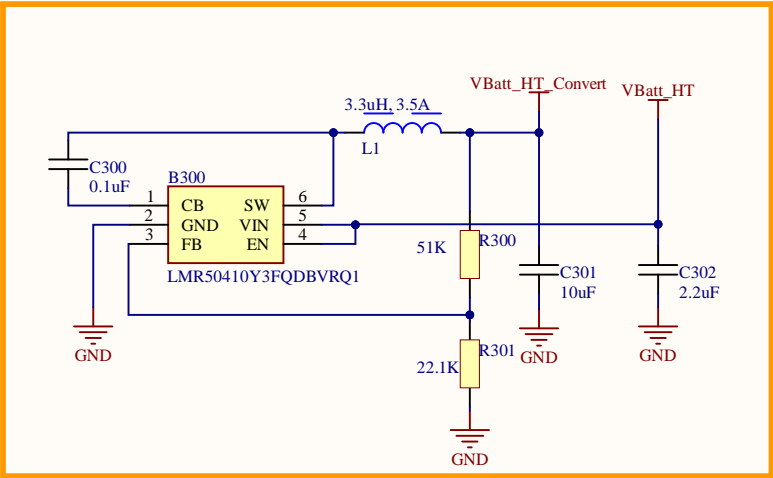 VBatt_HT_Convert
VBatt_HT
3.3uH, 3.5A
L1
C300
0.1uF
B300
1
2
3
CB
GND
FB
SW
VIN
EN
6
5
4
LMR50410Y3FQDBVRQ1
51K
R300
C301
10uF
C302
2.2uF
GND
22.1K
R301
GND
GND
GND